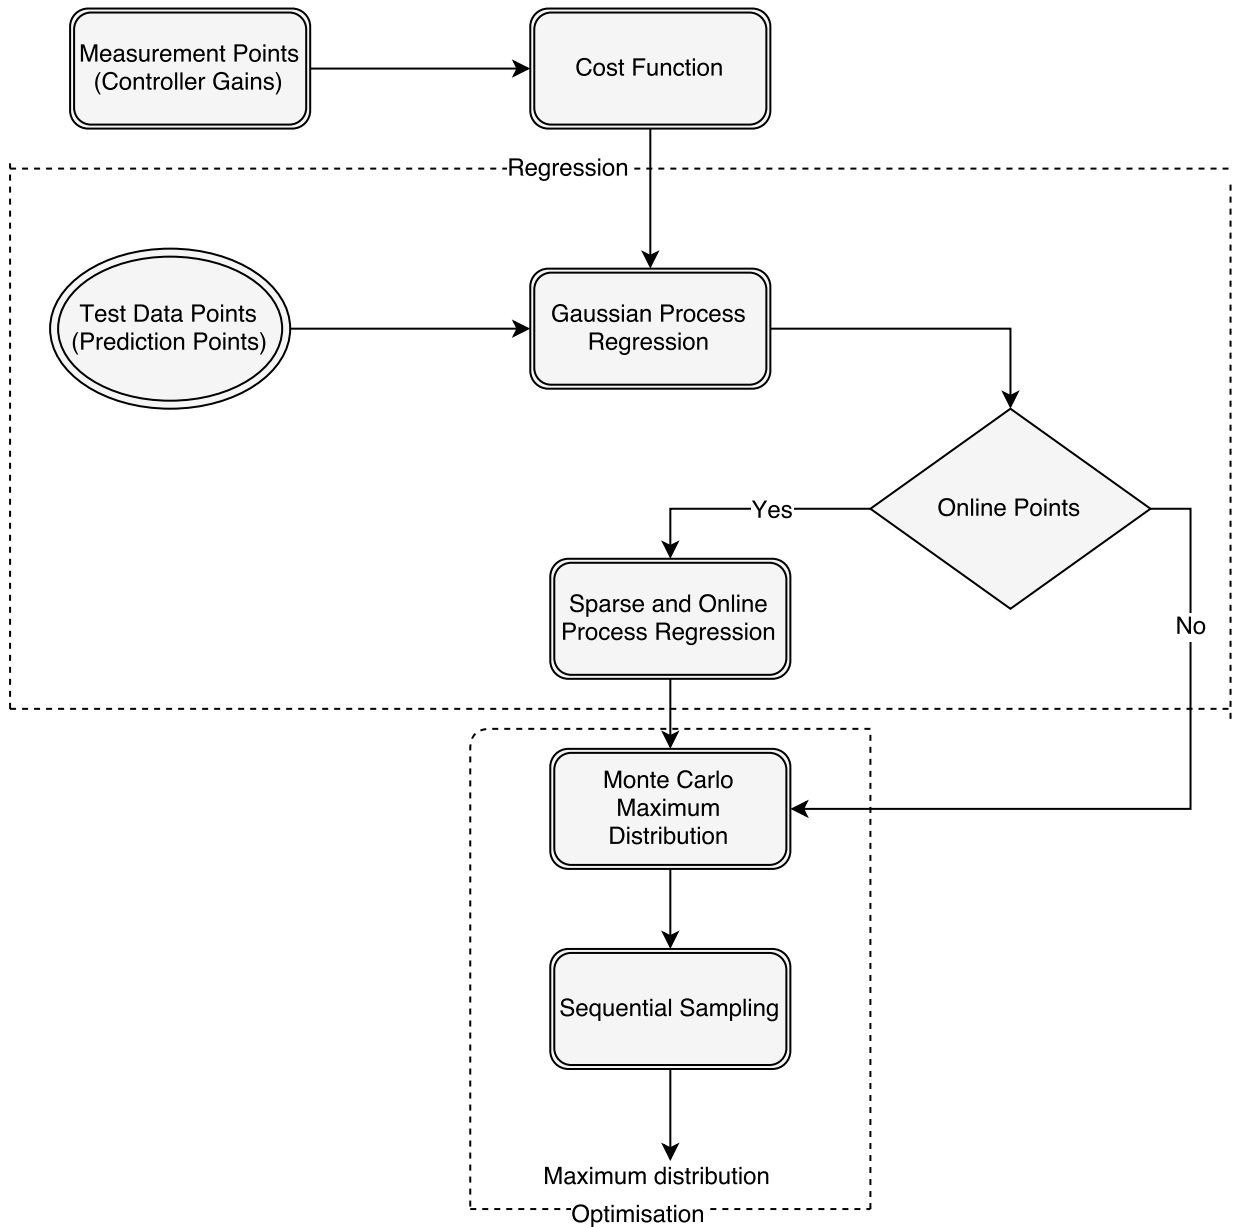 Measurement Points
(Controller Gains)
Cost Function
Regression
Test Data Points
(Prediction Points)
Gaussian Process
Regression
Online Points
Yes
Sparse and Online
Process Regression
No
Monte Carlo
Maximum
Distribution
Sequential Sampling
Maximum distribution
Optimisation